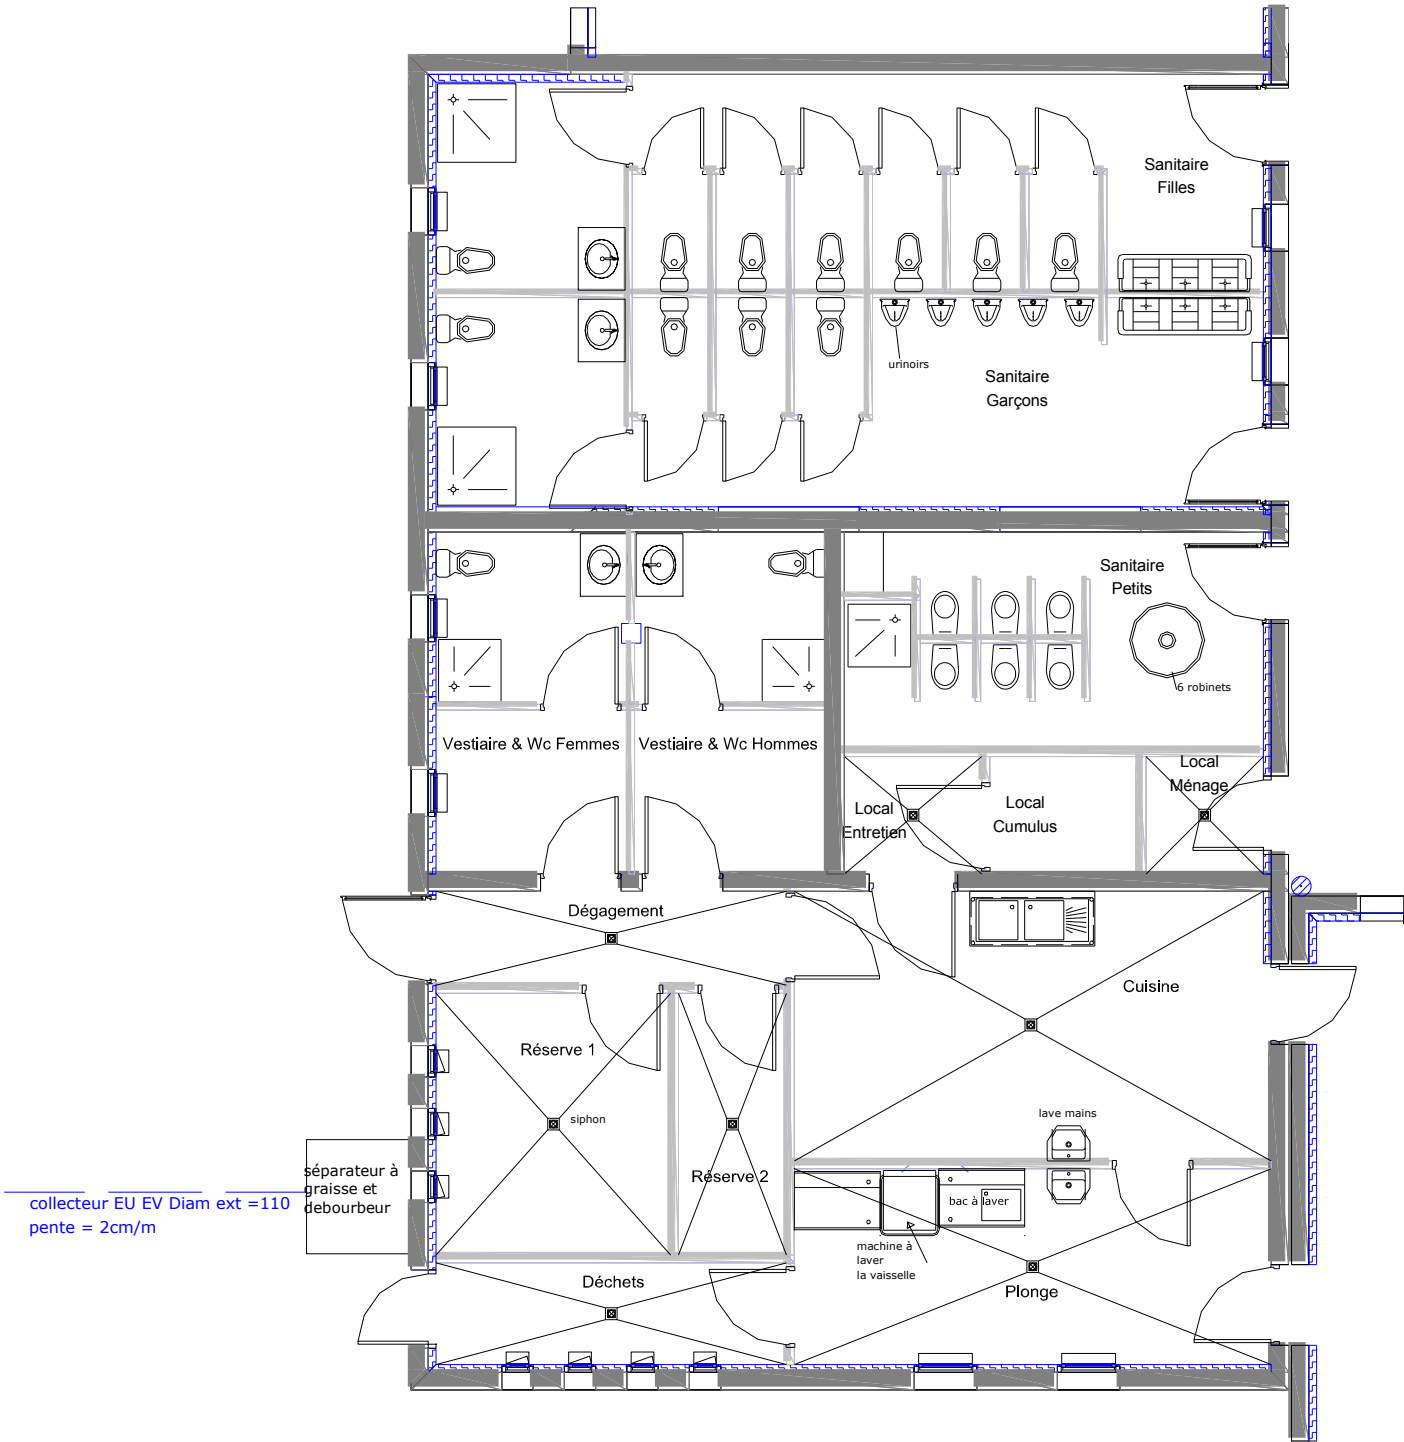 Sanitaire
Filles
urinoirs
Sanitaire
Garçons
Sanitaire
Petits
6 robinets
Vestiaire & Wc Femmes
Vestiaire & Wc Hommes
Local
Ménage
Local
Entretien
Local
Cumulus
Dégagement
Cuisine
Réserve 1
siphon
lave mains
Réserve 2
séparateur à
graisse et
debourbeur
collecteur EU EV Diam ext =110
pente = 2cm/m
bac à laver
machine à
laver
la vaisselle
Déchets
Plonge